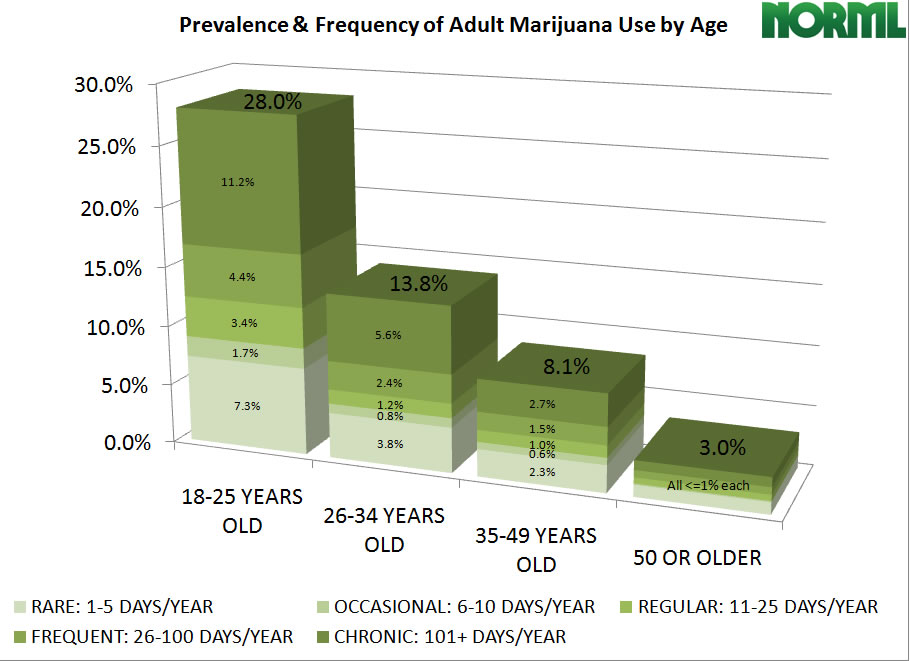 Prevalence & Frequency of Adult Marijuana Use by Age
NORML
30.0%
25.0%
20.0%
15.0%
10.0%
5.0%
0.0%
28.0%
11.2%
4.4%
3.4%
1.7%
7.3%
13.8%
5.6%
2.4%
1.2%
0.8%
3.8%
8.1%
2.7%
1.5%
1.0%
0.6%
2.3%
3.0%
All <=1% each
18-25 YEARS
OLD
26-34 YEARS
OLD
35-49 YEARS
OLD
50 OR OLDER
RARE: 1-5 DAYS/YEAR
OCCASIONAL: 6-10 DAYS/YEAR
REGULAR: 11-25 DAYS/YEAR
FREQUENT: 26-100 DAYS/YEAR
CHRONIC: 101+ DAYS/YEAR